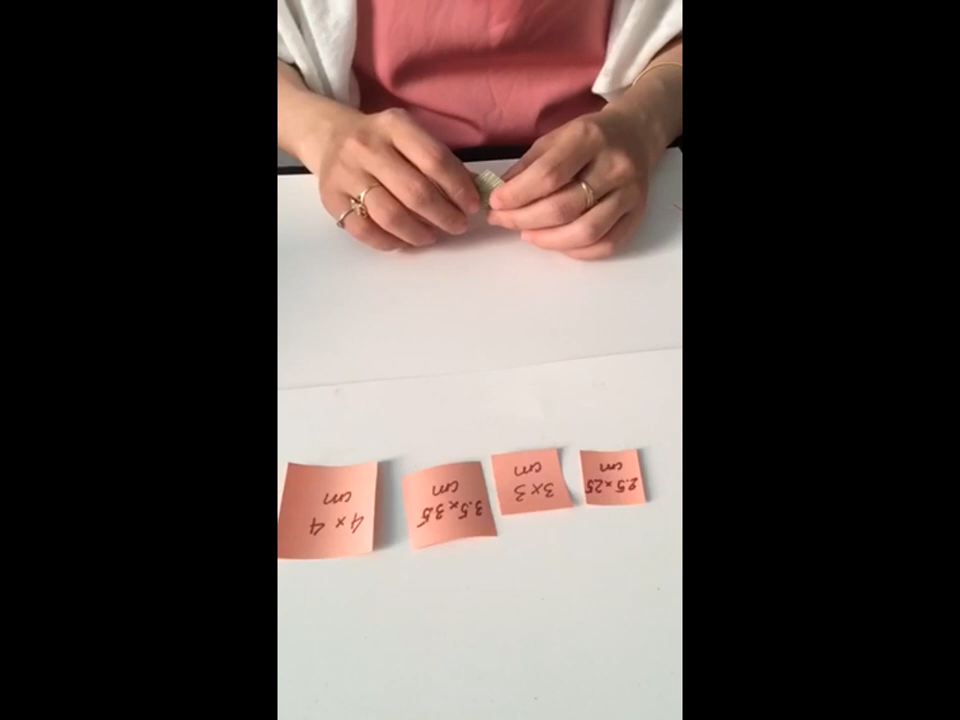 2.5 x 2.5
cm
3 x 3
cm
3.5 x 3.5
cm
4 x 4
cm